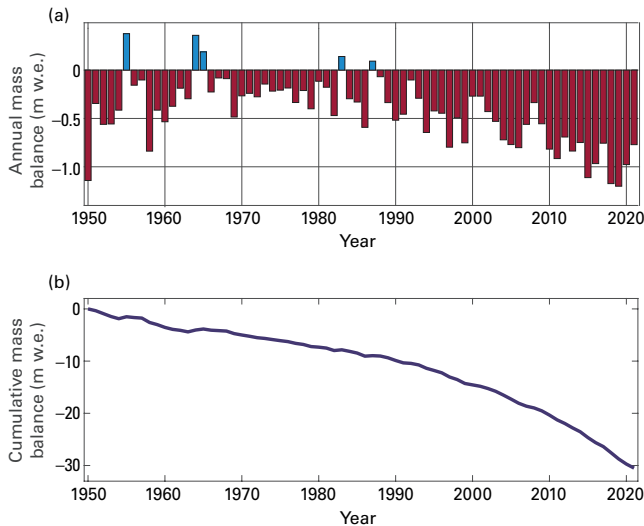 (a)
Annual mass
balance (m w.e.)
0
−0.5
−1.0
1950 1960 1970 1980 1990 2000 2010 2020
Year
(b)
Cumulative mass
balance (m w.e.)
0
−10
−20
−30
1950 1960 1970 1980 1990 2000 2010 2020
Year